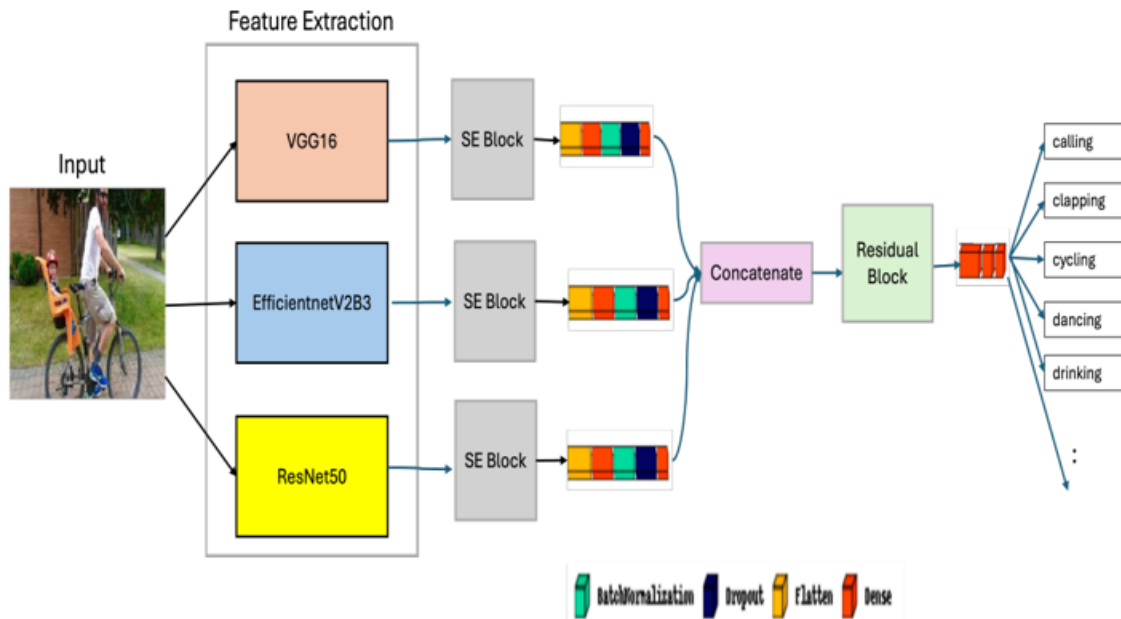 Feature Extraction
Input
VGG16
SE Block
EfficientnetV2B3
SE Block
ResNet50
SE Block
Concatenate
Residual
Block
calling
clapping
cycling
dancing
drinking
:
BatchNormalization Dropout Flatten Dense